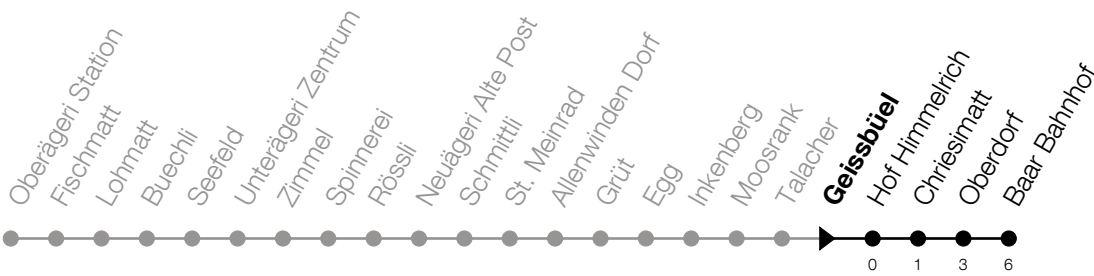 Oberägeri Station
Fischmatt
Lohmatt
Buechli
Seefeld
Unterägeri Zentrum
Zimmel
Spinnerei
Rössli
Neuägeri Alte Post
Schmittli
St. Meinrad
Allenwinden Dorf
Grüt
Egg
Inkenberg
Moosrank
Talacher
Geissbüel
Hof Himmelrich
Chriesimatt
Oberdorf
Baar Bahnhof
0 1 3 6